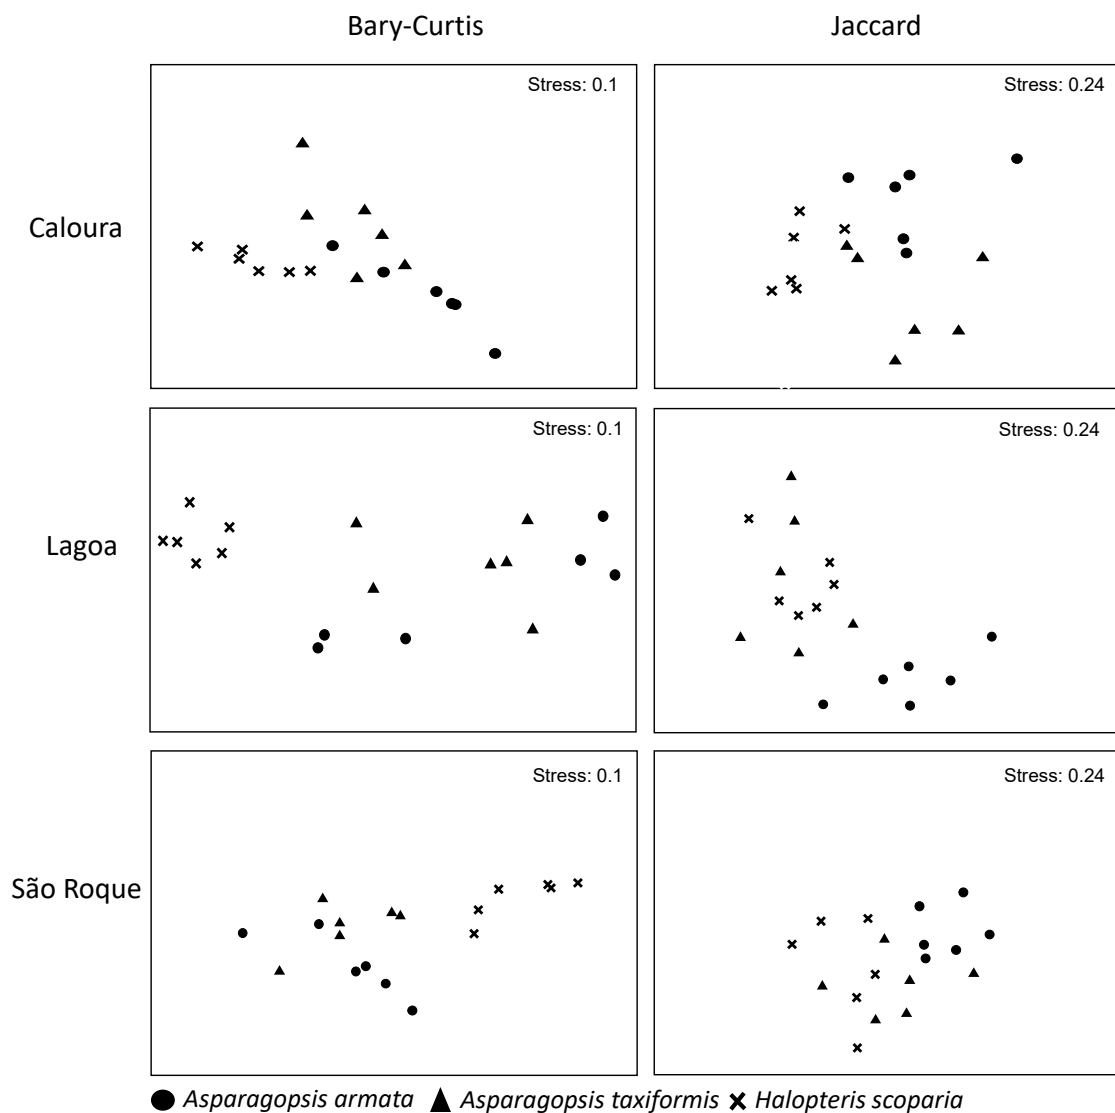 Bary-Curtis
Jaccard
Caloura
Stress: 0.1
Stress: 0.24
Lagoa
Stress: 0.1
Stress: 0.24
São Roque
Stress: 0.1
Stress: 0.24
Asparagopsis armata Asparagopsis taxiformis Halopteris scoparia